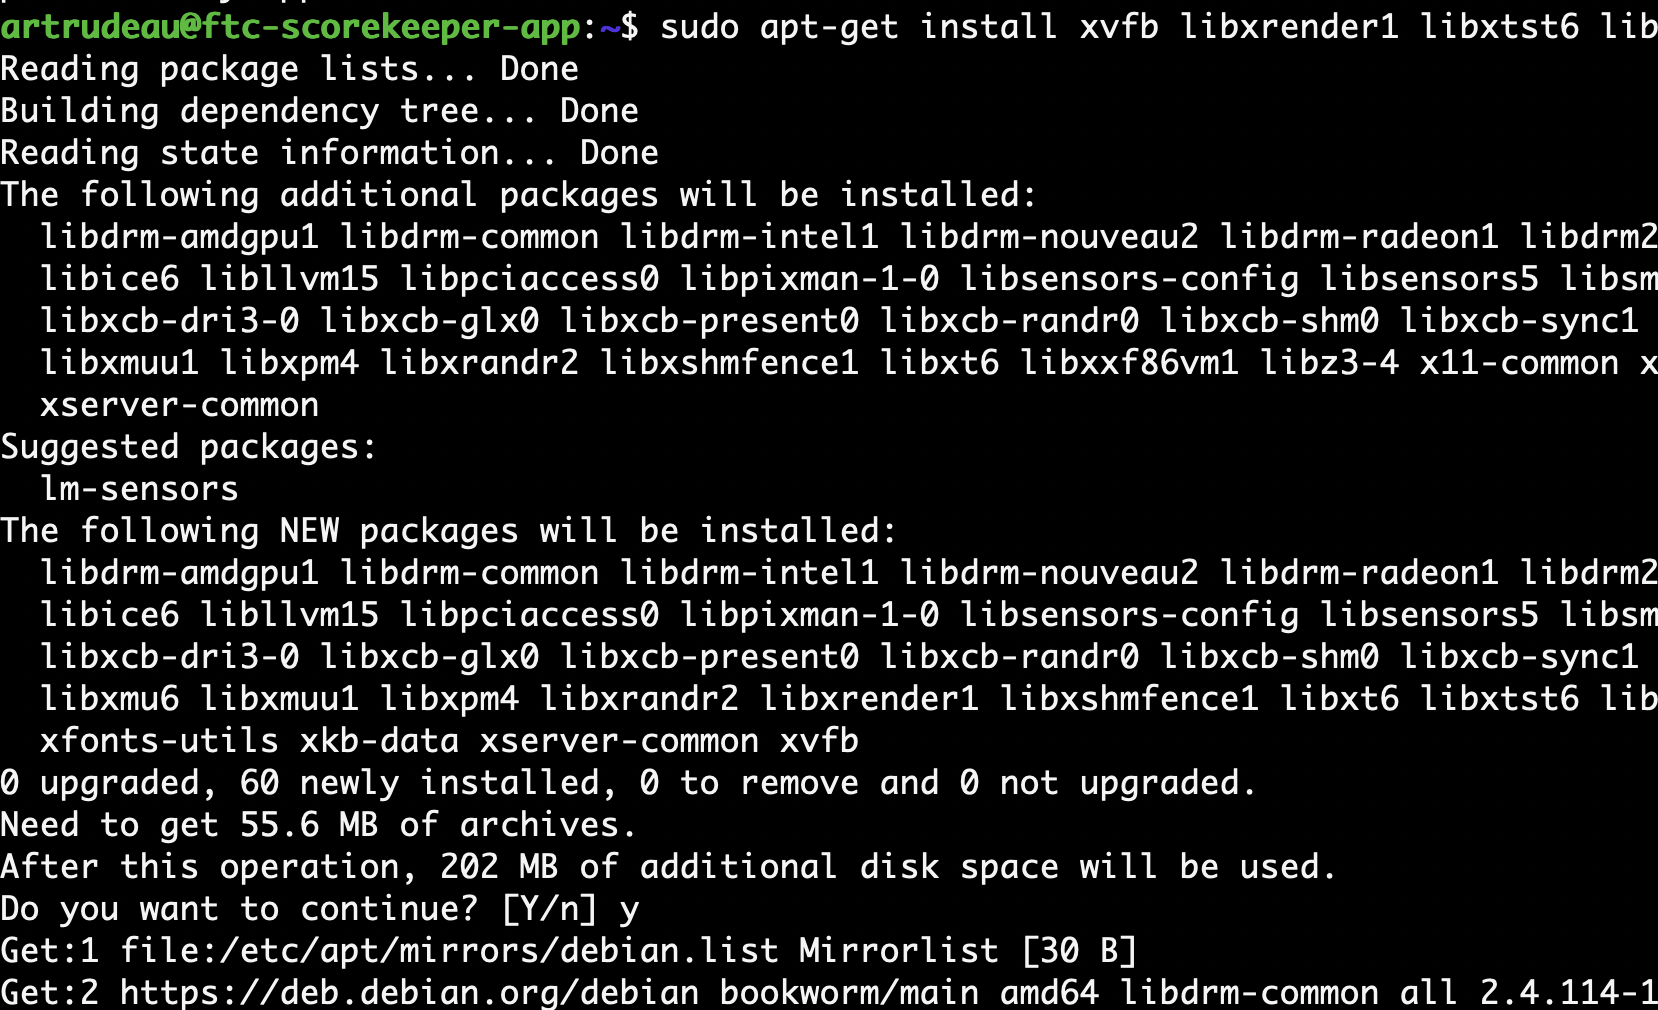 artrudeau@ftc-scorekeeper-app:~$ sudo apt-get install xvfb libxrender1 libxtst6 lib
Reading package lists... Done
Building dependency tree... Done
Reading state information... Done
The following additional packages will be installed:
  libdrm-amdgpu1 libdrm-common libdrm-intel1 libdrm-nouveau2 libdrm-radeon1 libdrm2
  libice6 libllvm15 libpciaccess0 libpixman-1-0 libsensors-config libsensors5 libsm
  libxcb-dri3-0 libxcb-glx0 libxcb-present0 libxcb-randr0 libxcb-shm0 libxcb-sync1
  libxmuu1 libxpm4 libxrandr2 libxshmfence1 libxt6 libxxf86vm1 libz3-4 x11-common x
  xserver-common
Suggested packages:
  lm-sensors
The following NEW packages will be installed:
  libdrm-amdgpu1 libdrm-common libdrm-intel1 libdrm-nouveau2 libdrm-radeon1 libdrm2
  libice6 libllvm15 libpciaccess0 libpixman-1-0 libsensors-config libsensors5 libsm
  libxcb-dri3-0 libxcb-glx0 libxcb-present0 libxcb-randr0 libxcb-shm0 libxcb-sync1
  libxmu6 libxmuu1 libxpm4 libxrandr2 libxrender1 libxshmfence1 libxt6 libxtst6 lib
  xfonts-utils xkb-data xserver-common xvfb
0 upgraded, 60 newly installed, 0 to remove and 0 not upgraded.
Need to get 55.6 MB of archives.
After this operation, 202 MB of additional disk space will be used.
Do you want to continue? [Y/n] y
Get:1 file:/etc/apt/mirrors/debian.list Mirrorlist [30 B]
Get:2 https://deb.debian.org/debian bookworm/main amd64 libdrm-common all 2.4.114-1